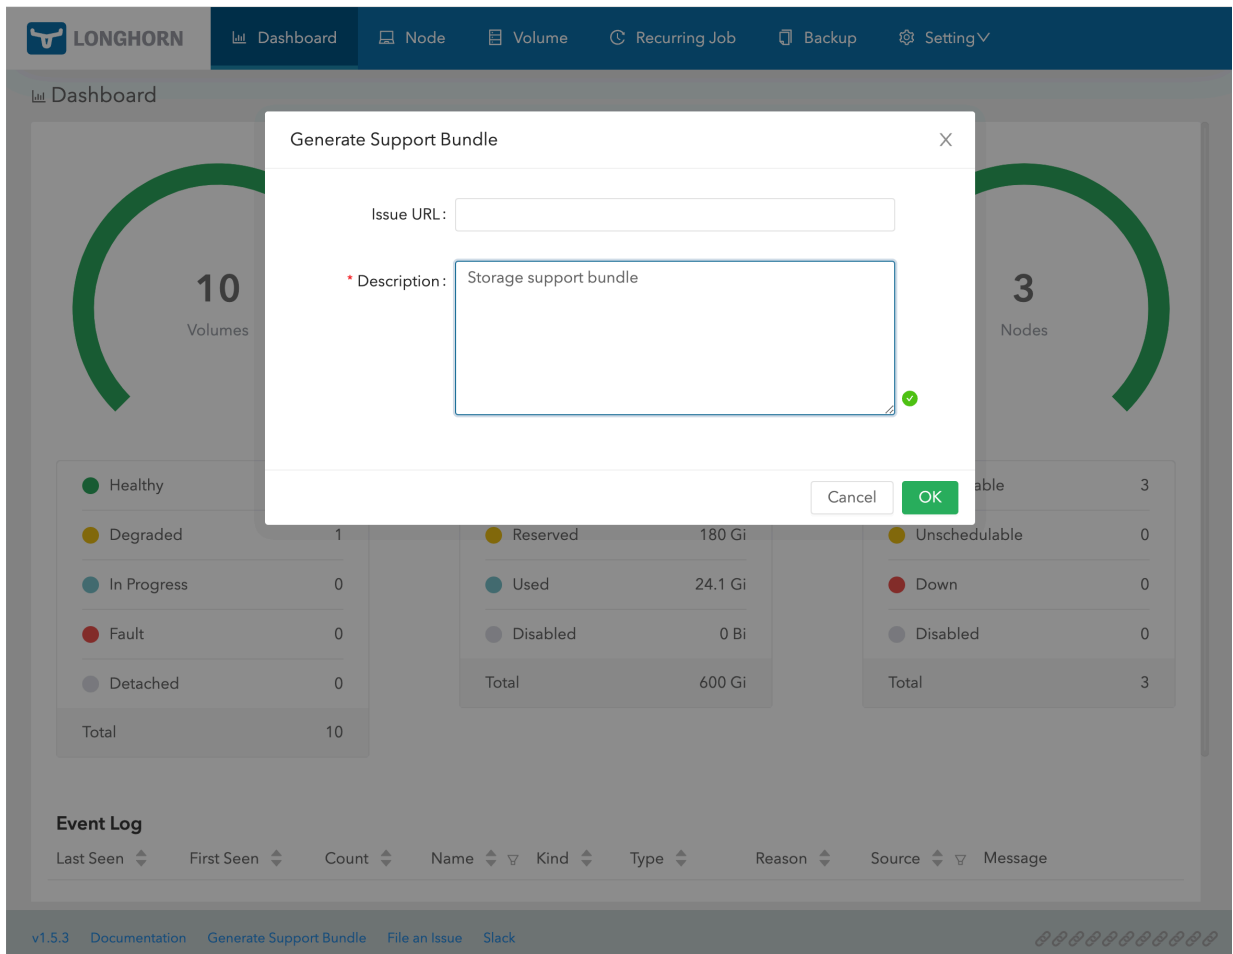 LONGHORN Dashboard Node Volume Recurring Job Backup Setting
Dashboard
Generate Support Bundle
Issue URL:
* Description: Storage support bundle
10
Volumes
3
Nodes
Cancel OK
Healthy
able 3
Degraded 1
Reserved 180 Gi
Unschedulable 0
In Progress 0
Used 24.1 Gi
Down 0
Fault 0
Disabled 0 Bi
Disabled 0
Detached 0
Total 600 Gi
Total 3
Total 10
Event Log
Last Seen First Seen Count Name Kind Type Reason Source Message
v1.5.3 Documentation Generate Support Bundle File an Issue Slack